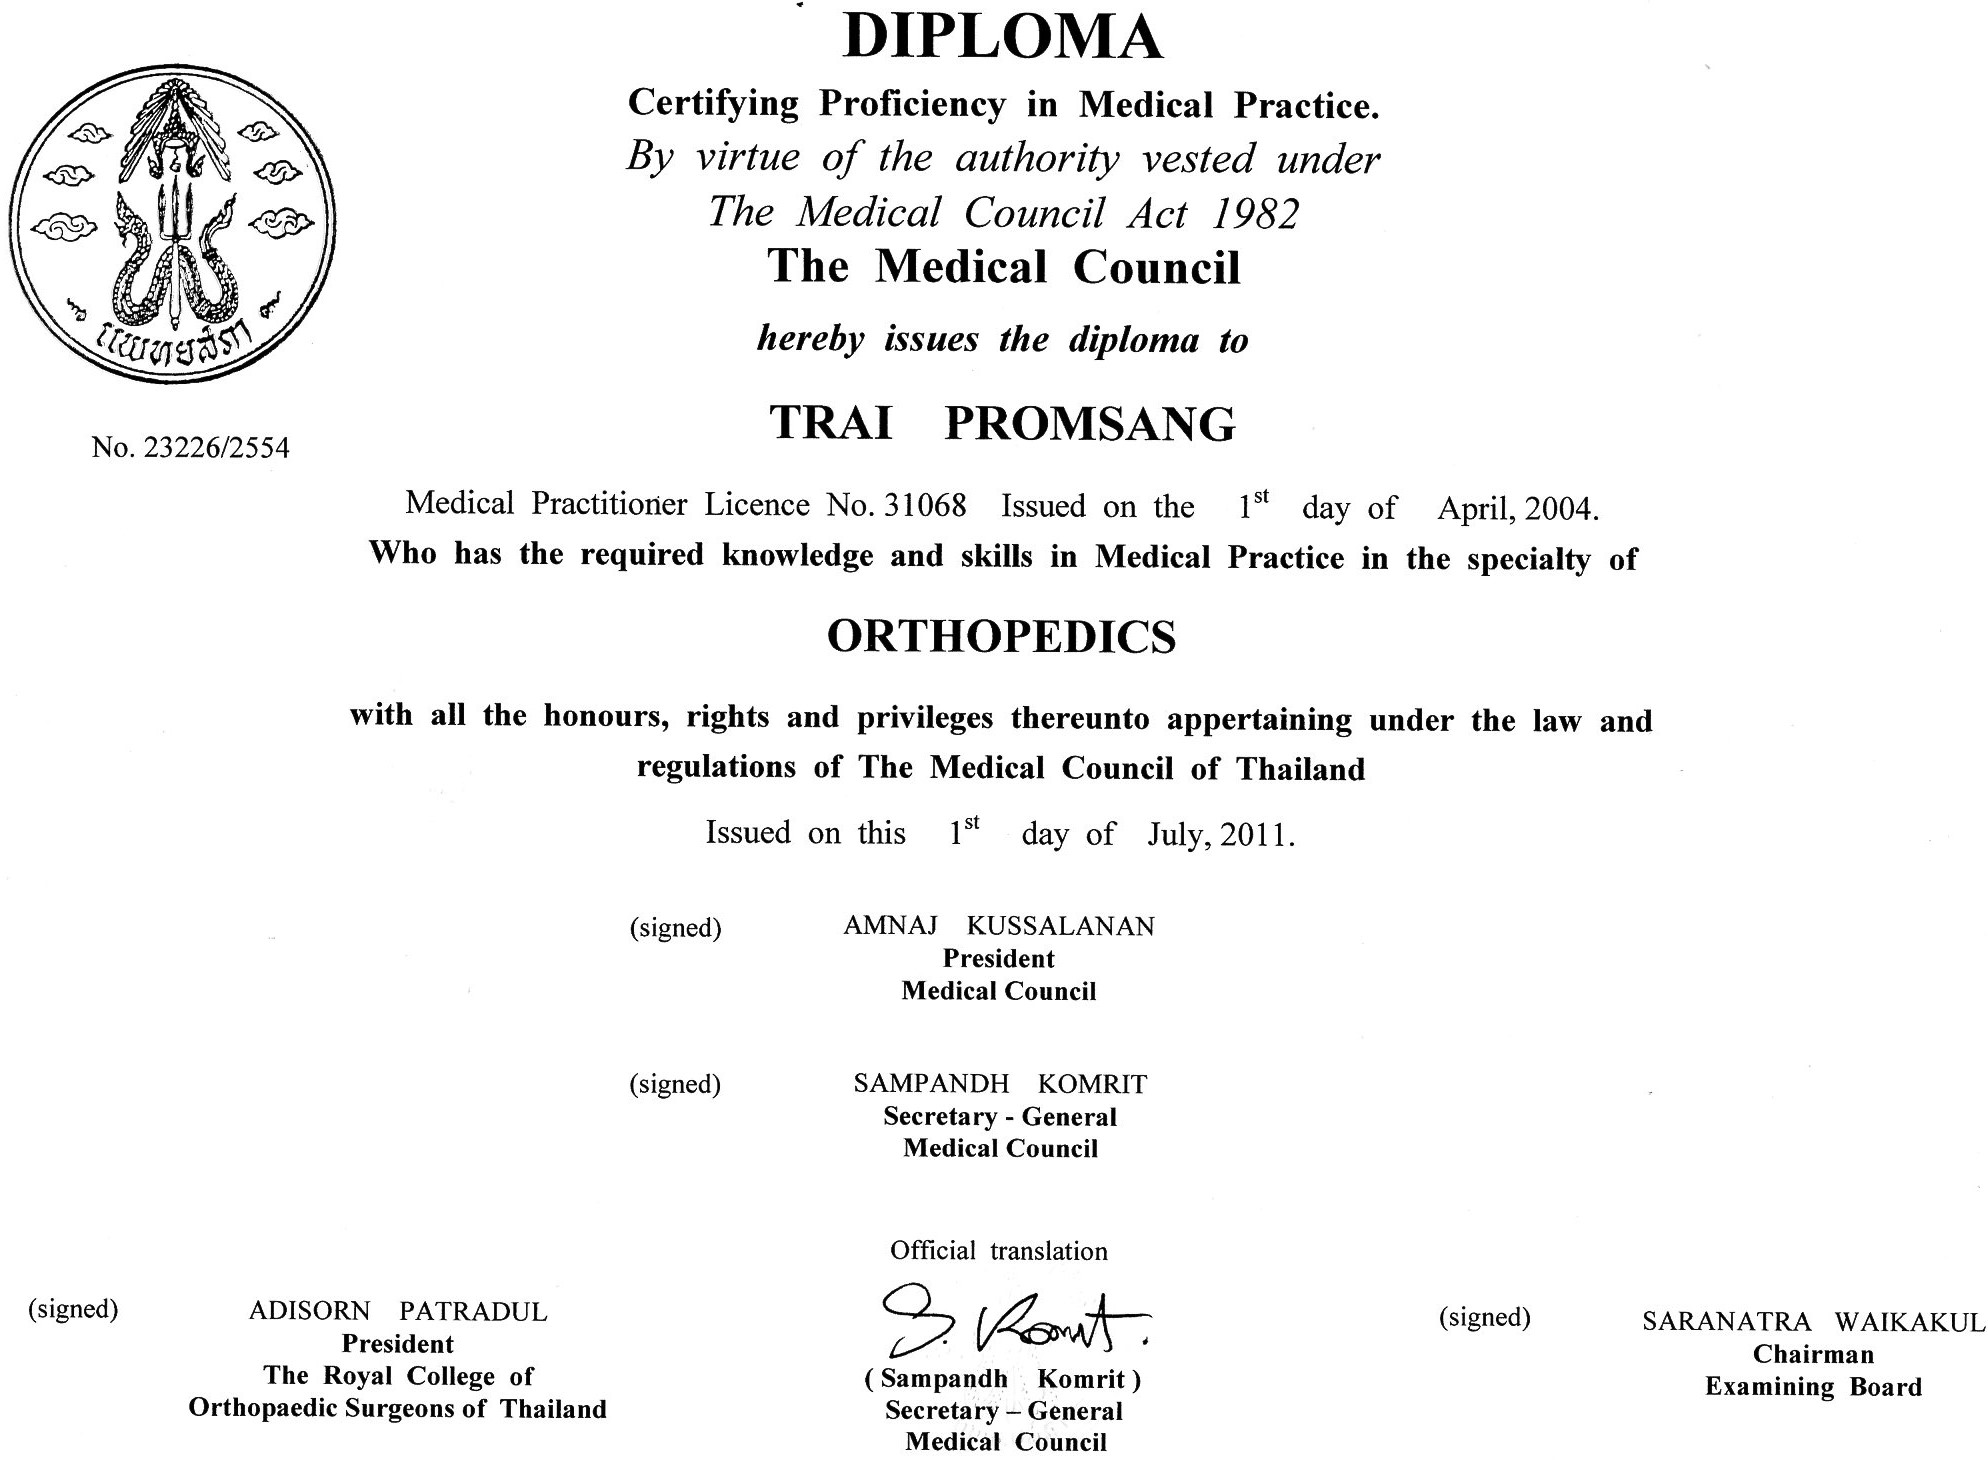 DIPLOMA
Certifying Proficiency in Medical Practice.
By virtue of the authority vested under
The Medical Council Act 1982
The Medical Council
hereby issues the diploma to
แพทยสภา
No. 23226/2554
TRAI PROMSANG
Medical Practitioner Licence No. 31068 Issued on the 1st day of April, 2004.
Who has the required knowledge and skills in Medical Practice in the specialty of
ORTHOPEDICS
with all the honours, rights and privileges thereunto appertaining under the law and
regulations of The Medical Council of Thailand
Issued on this 1st day of July, 2011.
(signed) AMNAJ KUSSALANAN
President
Medical Council
(signed) SAMPANDH KOMRIT
Secretary - General
Medical Council
Official translation
S. Komrit.
(Sampandh Komrit)
Secretary – General
Medical Council
(signed) ADISORN PATRADUL
President
The Royal College of
Orthopaedic Surgeons of Thailand
(signed) SARANATRA WAIKAKUL
Chairman
Examining Board